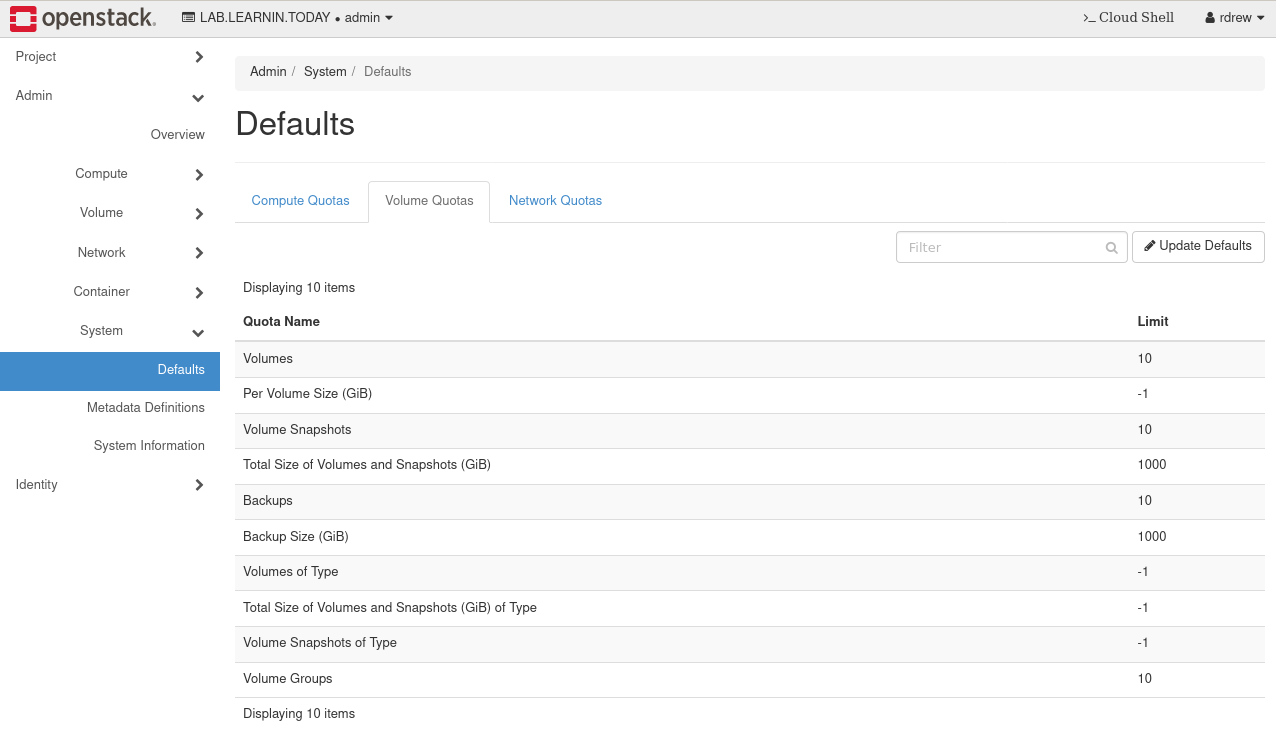 openstack. LAB.LEARNIN.TODAY • admin >_ Cloud Shell rdrew
Project
Admin
Overview
Compute
Volume
Network
Container
System
Defaults
Metadata Definitions
System Information
Identity
Admin / System / Defaults
Defaults
Compute Quotas Volume Quotas Network Quotas
Filter Update Defaults
Displaying 10 items
Quota Name Limit
Volumes 10
Per Volume Size (GiB) -1
Volume Snapshots 10
Total Size of Volumes and Snapshots (GiB) 1000
Backups 10
Backup Size (GiB) 1000
Volumes of Type -1
Total Size of Volumes and Snapshots (GiB) of Type -1
Volume Snapshots of Type -1
Volume Groups 10
Displaying 10 items